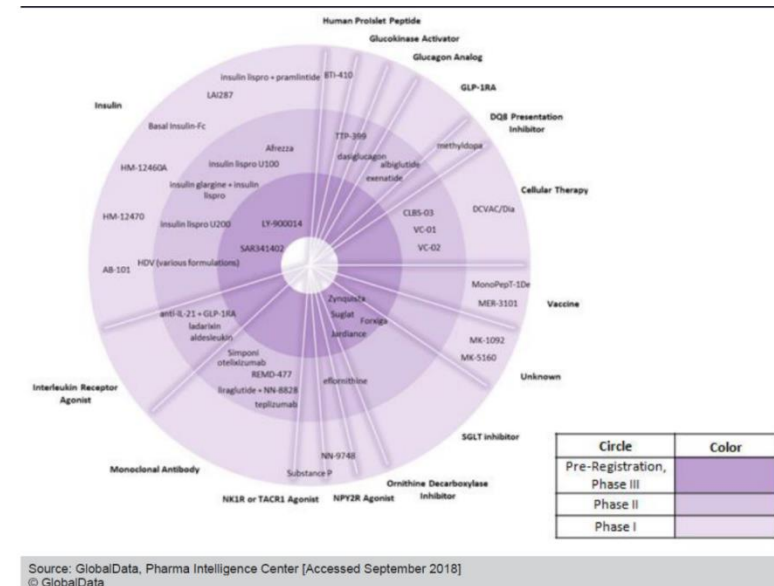 Human Proislet Peptide
Glucokinase Activator
Glucagon Analog
GLP-1RA
DQ8 Presentation
Inhibitor
Cellular Therapy
Vaccine
Unknown
SGLT inhibitor
Ornithine Decarboxylase
Inhibitor
NPY2R Agonist
NK1R or TACR1 Agonist
Monoclonal Antibody
Interleukin Receptor
Agonist
Insulin
insulin lispro + pramlintide
LAI287
Basal Insulin-Fc
HM-12460A
HM-12470
AB-101
Afrezza
insulin lispro U100
insulin glargine + insulin
lispro
Insulin lispro U200
HDV (various formulations)
LY-900014
SAR341402
BTI-410
TTP-399
dasiglucagon
albiglutide
exenatide
methyldopa
CLBS-03
VC-01
VC-02
DCVAC/Dia
MonoPepT-1De
MER-3101
MK-1092
MK-5160
Zynquista
Suglat
Forxiga
Jardiance
eflornithine
NN-9748
Substance P
anti-IL-21 + GLP-1RA
ladarixin
aldesleukin
Simponi
otelixizumab
REMD-477
liraglutide + NN-8828
teplizumab
Circle Color
Pre-Registration,
Phase III
Phase II
Phase I
Source: GlobalData, Pharma Intelligence Center [Accessed September 2018]
© GlobalData